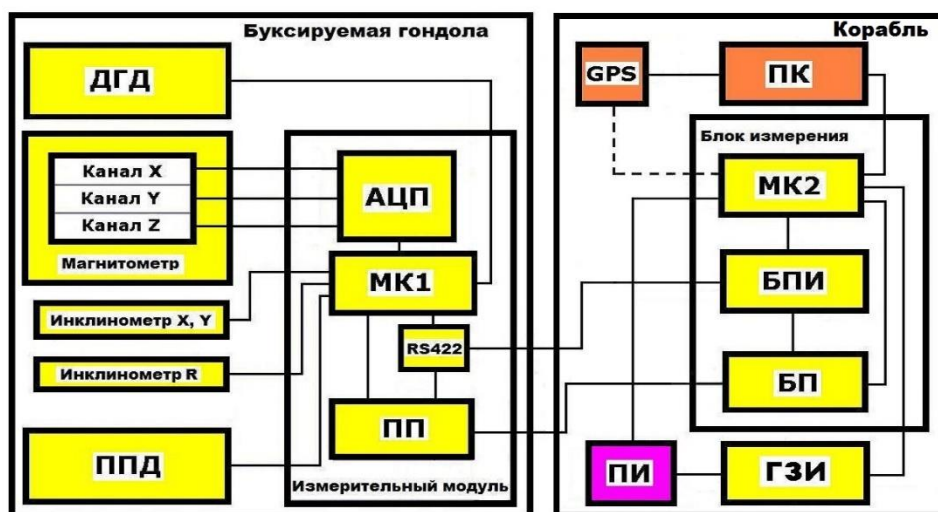 Буксируемая гондола
ДГД
Канал X
Канал Y
Канал Z
Магнитометр
Инклинометр X, Y
Инклинометр R
ППД
АЦП
МК1
RS422
ПП
Измерительный модуль
Корабль
GPS
ПК
Блок измерения
МК2
БПИ
БП
ПИ
ГЗИ